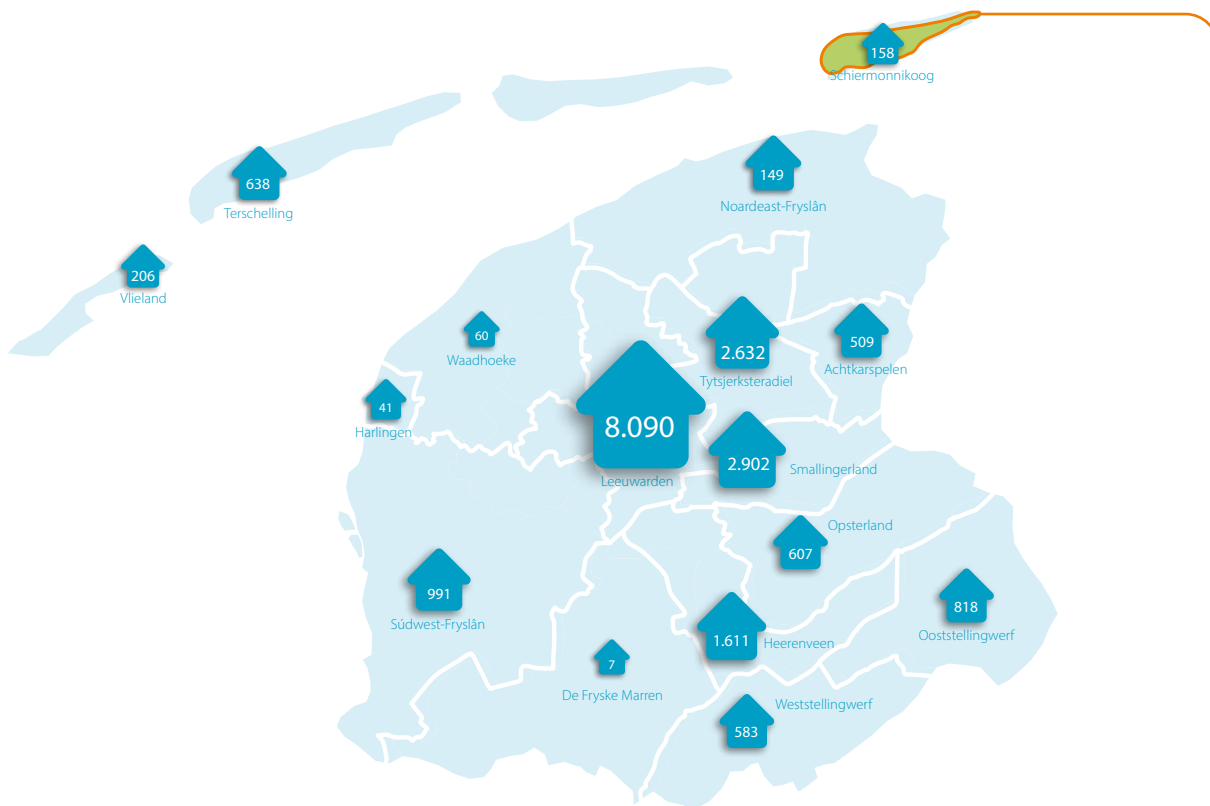 158
Schiermonnikoog
149
Noardeast-Fryslân
638
Terschelling
206
Vlieland
60
Waadhoeke
2.632
Tytsjerksteradiel
509
Achtkarspelen
41
Harlingen
8.090
Leeuwarden
2.902
Smallingerland
Opsterland
607
991
Súdwest-Fryslân
818
Ooststellingwerf
1.611
Heerenveen
7
De Fryske Marren
Weststellingwerf
583